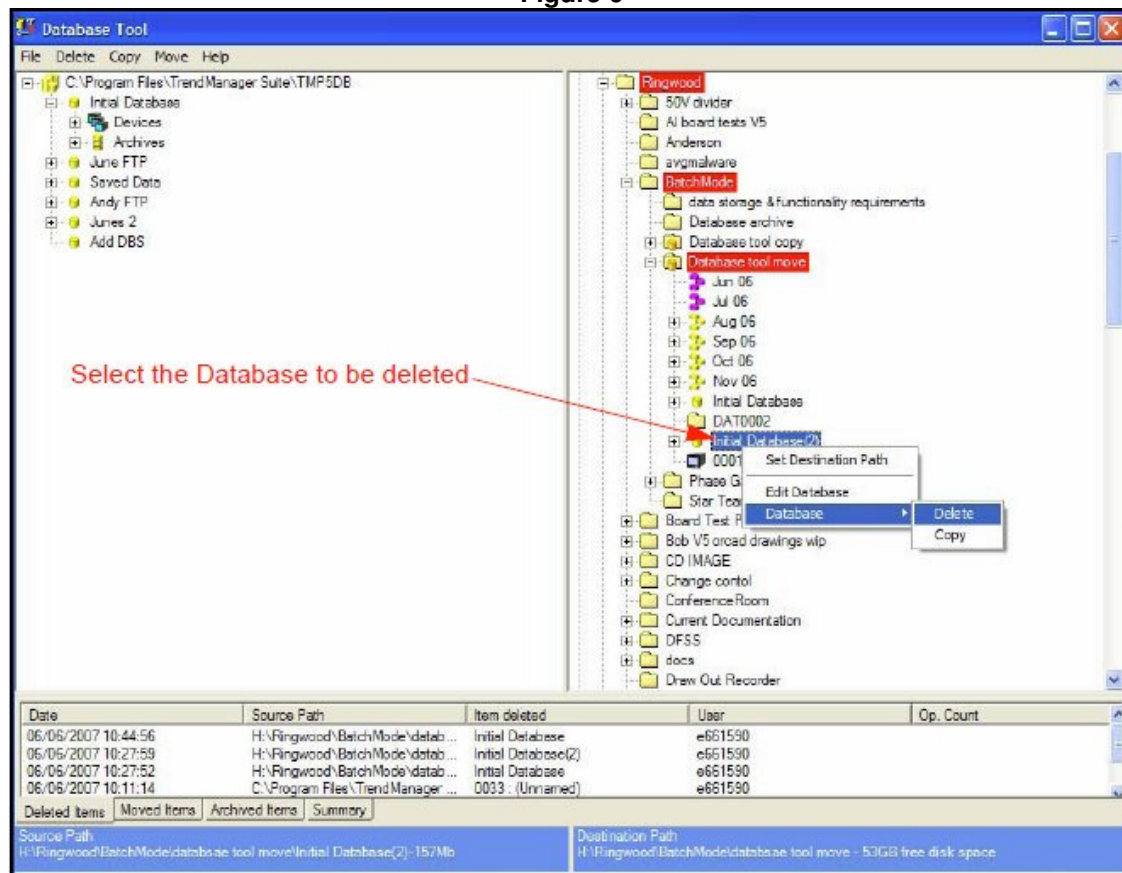 Database Tool
File Delete Copy Move Help
C:\Program Files\TrendManager Suite\TMP5DB
Initial Database
Devices
Archives
June FTP
Saved Data
Andy FTP
Junes 2
Add DBS
Select the Database to be deleted
Ringwood
50V divider
AI board tests V5
Anderson
avgmalware
BatchMode
data storage & functionality requirements
Database archive
Database tool copy
Database tool move
Jun 06
Jul 06
Aug 06
Sep 06
Oct 06
Nov 06
Initial Database
DAT0002
Initial Database(2)
0001
Phase G
Star Tea
Board Test P
Bob V5 orcad drawings wip
CD IMAGE
Change contol
Conference Room
Current Documentation
DFSS
docs
Draw Out Recorder
Set Destination Path
Edit Database
Database
Delete
Copy
Date Source Path Item deleted User Op. Count
06/06/2007 10:44:56 H:\Ringwood\BatchMode\datab... Initial Database e661590
06/06/2007 10:27:59 H:\Ringwood\BatchMode\datab... Initial Database(2) e661590
06/06/2007 10:27:52 H:\Ringwood\BatchMode\datab... Initial Database e661590
06/06/2007 10:11:14 C:\Program Files\TrendManager ... 0033 : (Unnamed) e661590
Deleted Items Moved Items Archived Items Summary
Source Path
H:\Ringwood\BatchMode\databsae tool move\Initial Database(2)-157Mb
Destination Path
H:\Ringwood\BatchMode\databsae tool move - 53GB free disk space